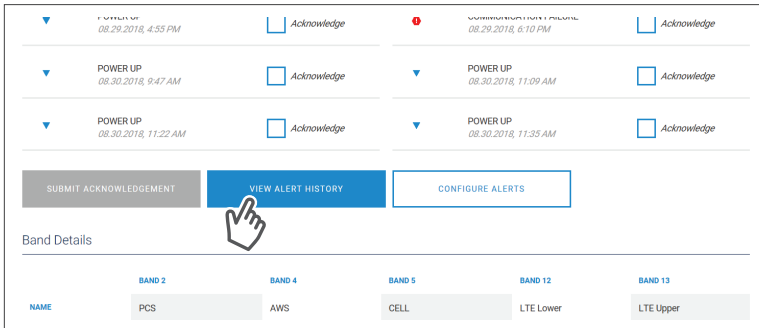 POWER UP
08.29.2018, 4:55 PM
Acknowledge
COMMUNICATION FAILURE
08.29.2018, 6:10 PM
Acknowledge
POWER UP
08.30.2018, 9:47 AM
Acknowledge
POWER UP
08.30.2018, 11:09 AM
Acknowledge
POWER UP
08.30.2018, 11:22 AM
Acknowledge
POWER UP
08.30.2018, 11:35 AM
Acknowledge
SUBMIT ACKNOWLEDGEMENT
VIEW ALERT HISTORY
CONFIGURE ALERTS
Band Details
BAND 2
BAND 4
BAND 5
BAND 12
BAND 13
NAME
PCS
AWS
CELL
LTE Lower
LTE Upper